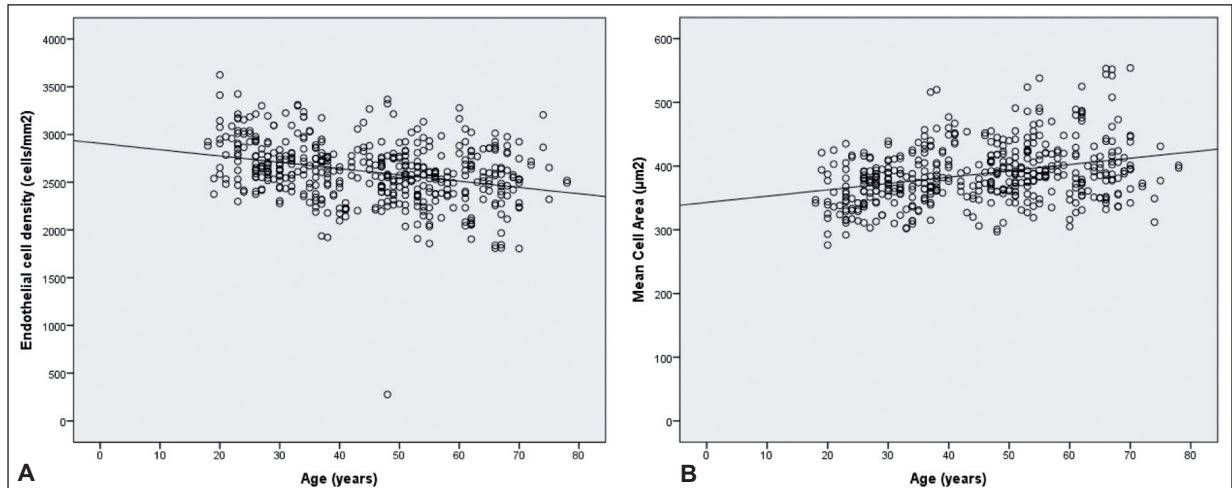 4000
3500
3000
2500
2000
1500
1000
500
0
Endothelial cell density (cells/mm2)
0 10 20 30 40 50 60 70 80
Age (years)
A
600
500
400
300
200
100
0
Mean Cell Area (µm2)
0 10 20 30 40 50 60 70 80
Age (years)
B